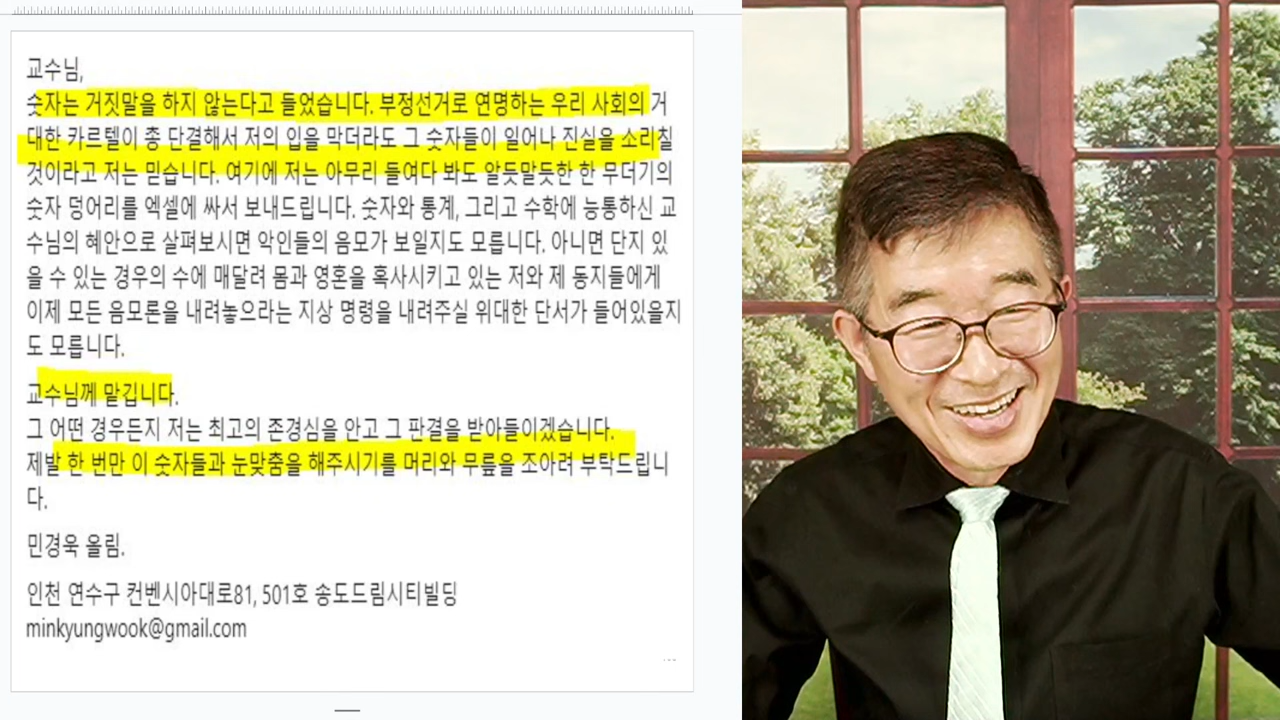 교수님,
숫자는 거짓말을 하지 않는다고 들었습니다. 부정선거로 연명하는 우리 사회의 거
대한 카르텔이 총 단결해서 저의 입을 막더라도 그 숫자들이 일어나 진실을 소리칠
것이라고 저는 믿습니다. 여기에 저는 아무리 들여다 봐도 알듯말듯한 한 무더기의
숫자 덩어리를 엑셀에 싸서 보내드립니다. 숫자와 통계, 그리고 수학에 능통하신 교
수님의 혜안으로 살펴보시면 악인들의 음모가 보일지도 모릅니다. 아니면 단지 있
을 수 있는 경우의 수에 매달려 몸과 영혼을 혹사시키고 있는 저와 제 동지들에게
이제 모든 음모론을 내려놓으라는 지상 명령을 내려주실 위대한 단서가 들어있을지
도 모릅니다.
교수님께 맡깁니다.
그 어떤 경우든지 저는 최고의 존경심을 안고 그 판결을 받아들이겠습니다.
제발 한 번만 이 숫자들과 눈맞춤을 해주시기를 머리와 무릎을 조아려 부탁드립니
다.
민경욱 올림.
인천 연수구 컨벤시아대로81, 501호 송도드림시티빌딩
minkyungwook@gmail.com